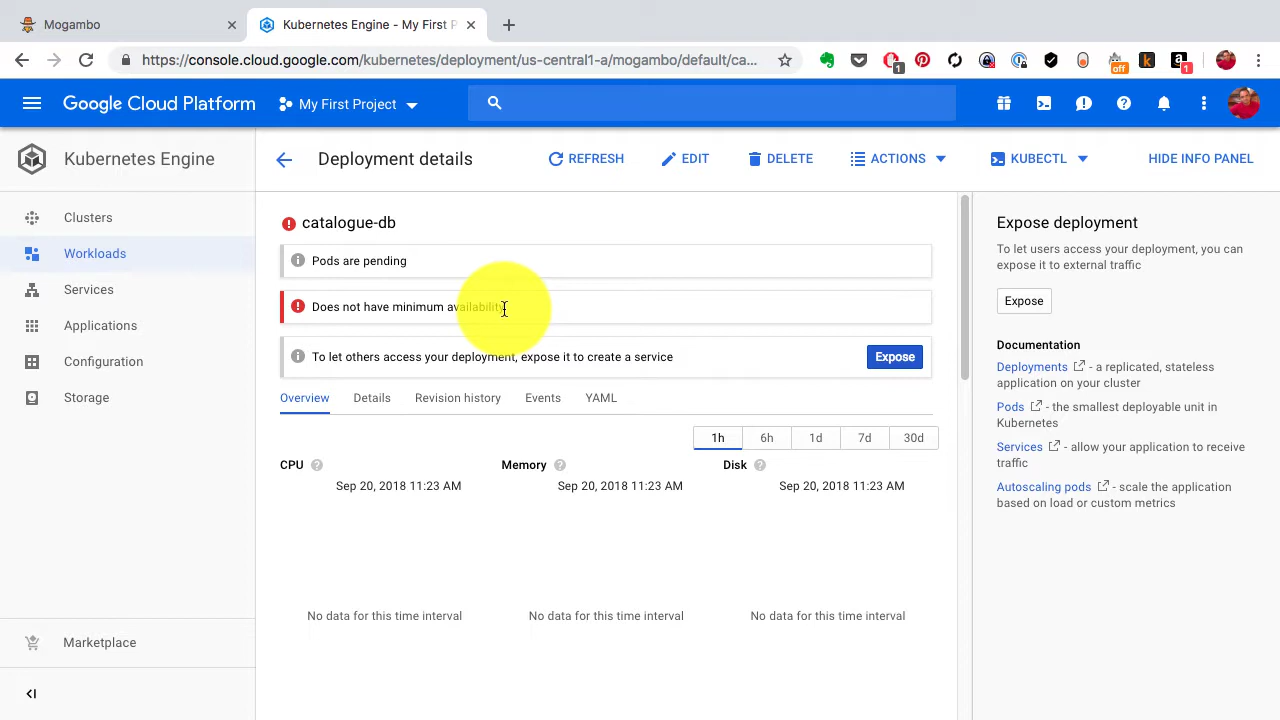 Mogambo
Kubernetes Engine - My First P
https://console.cloud.google.com/kubernetes/deployment/us-central1-a/mogambo/default/ca...
1
off
k
a
1
Google Cloud Platform
My First Project
Kubernetes Engine
Deployment details
REFRESH
EDIT
DELETE
ACTIONS
KUBECTL
HIDE INFO PANEL
Clusters
Workloads
Services
Applications
Configuration
Storage
Marketplace
catalogue-db
Pods are pending
Does not have minimum availability
To let others access your deployment, expose it to create a service
Expose
Overview
Details
Revision history
Events
YAML
1h
6h
1d
7d
30d
CPU
Memory
Disk
Sep 20, 2018 11:23 AM
Sep 20, 2018 11:23 AM
Sep 20, 2018 11:23 AM
No data for this time interval
No data for this time interval
No data for this time interval
Expose deployment
To let users access your deployment, you can
expose it to external traffic
Expose
Documentation
Deployments - a replicated, stateless
application on your cluster
Pods - the smallest deployable unit in
Kubernetes
Services - allow your application to receive
traffic
Autoscaling pods - scale the application
based on load or custom metrics